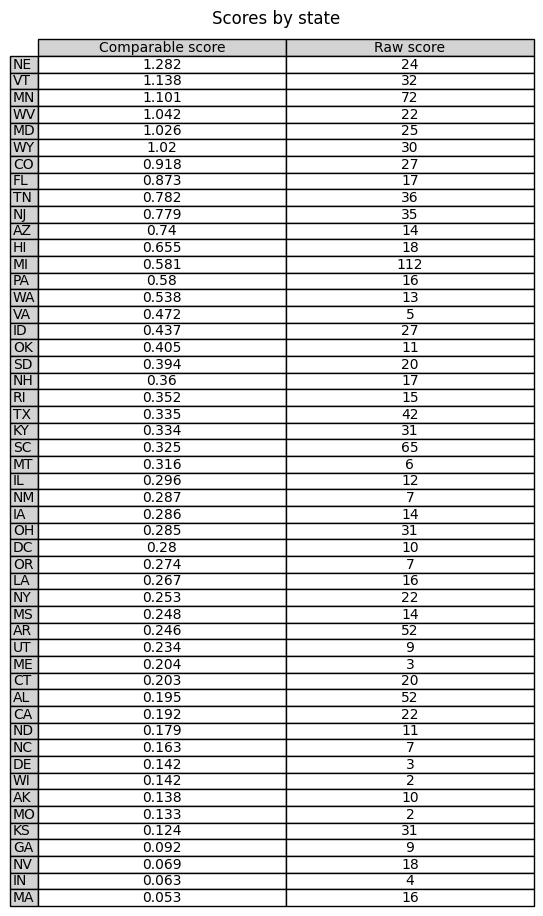 Scores by state
Comparable score Raw score
NE 1.282 24
VT 1.138 32
MN 1.101 72
WV 1.042 22
MD 1.026 25
WY 1.02 30
CO 0.918 27
FL 0.873 17
TN 0.782 36
NJ 0.779 35
AZ 0.74 14
HI 0.655 18
MI 0.581 112
PA 0.58 16
WA 0.538 13
VA 0.472 5
ID 0.437 27
OK 0.405 11
SD 0.394 20
NH 0.36 17
RI 0.352 15
TX 0.335 42
KY 0.334 31
SC 0.325 65
MT 0.316 6
IL 0.296 12
NM 0.287 7
IA 0.286 14
OH 0.285 31
DC 0.28 10
OR 0.274 7
LA 0.267 16
NY 0.253 22
MS 0.248 14
AR 0.246 52
UT 0.234 9
ME 0.204 3
CT 0.203 20
AL 0.195 52
CA 0.192 22
ND 0.179 11
NC 0.163 7
DE 0.142 3
WI 0.142 2
AK 0.138 10
MO 0.133 2
KS 0.124 31
GA 0.092 9
NV 0.069 18
IN 0.063 4
MA 0.053 16